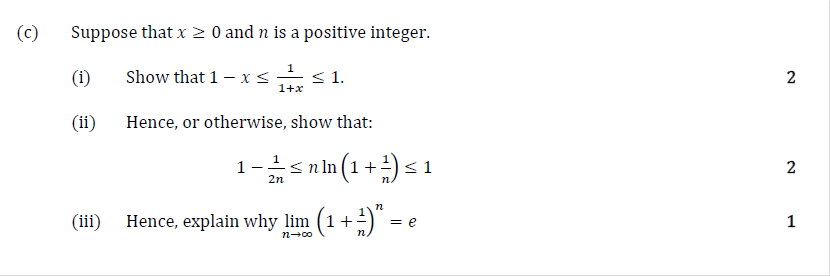 (c) Suppose that x ≥ 0 and n is a positive integer.
(i) Show that 1 − x ≤ 1/(1+x) ≤ 1. 2
(ii) Hence, or otherwise, show that:
1 − 1/(2n) ≤ n ln(1 + 1/n) ≤ 1 2
(iii) Hence, explain why lim n→∞ (1 + 1/n)^n = e 1